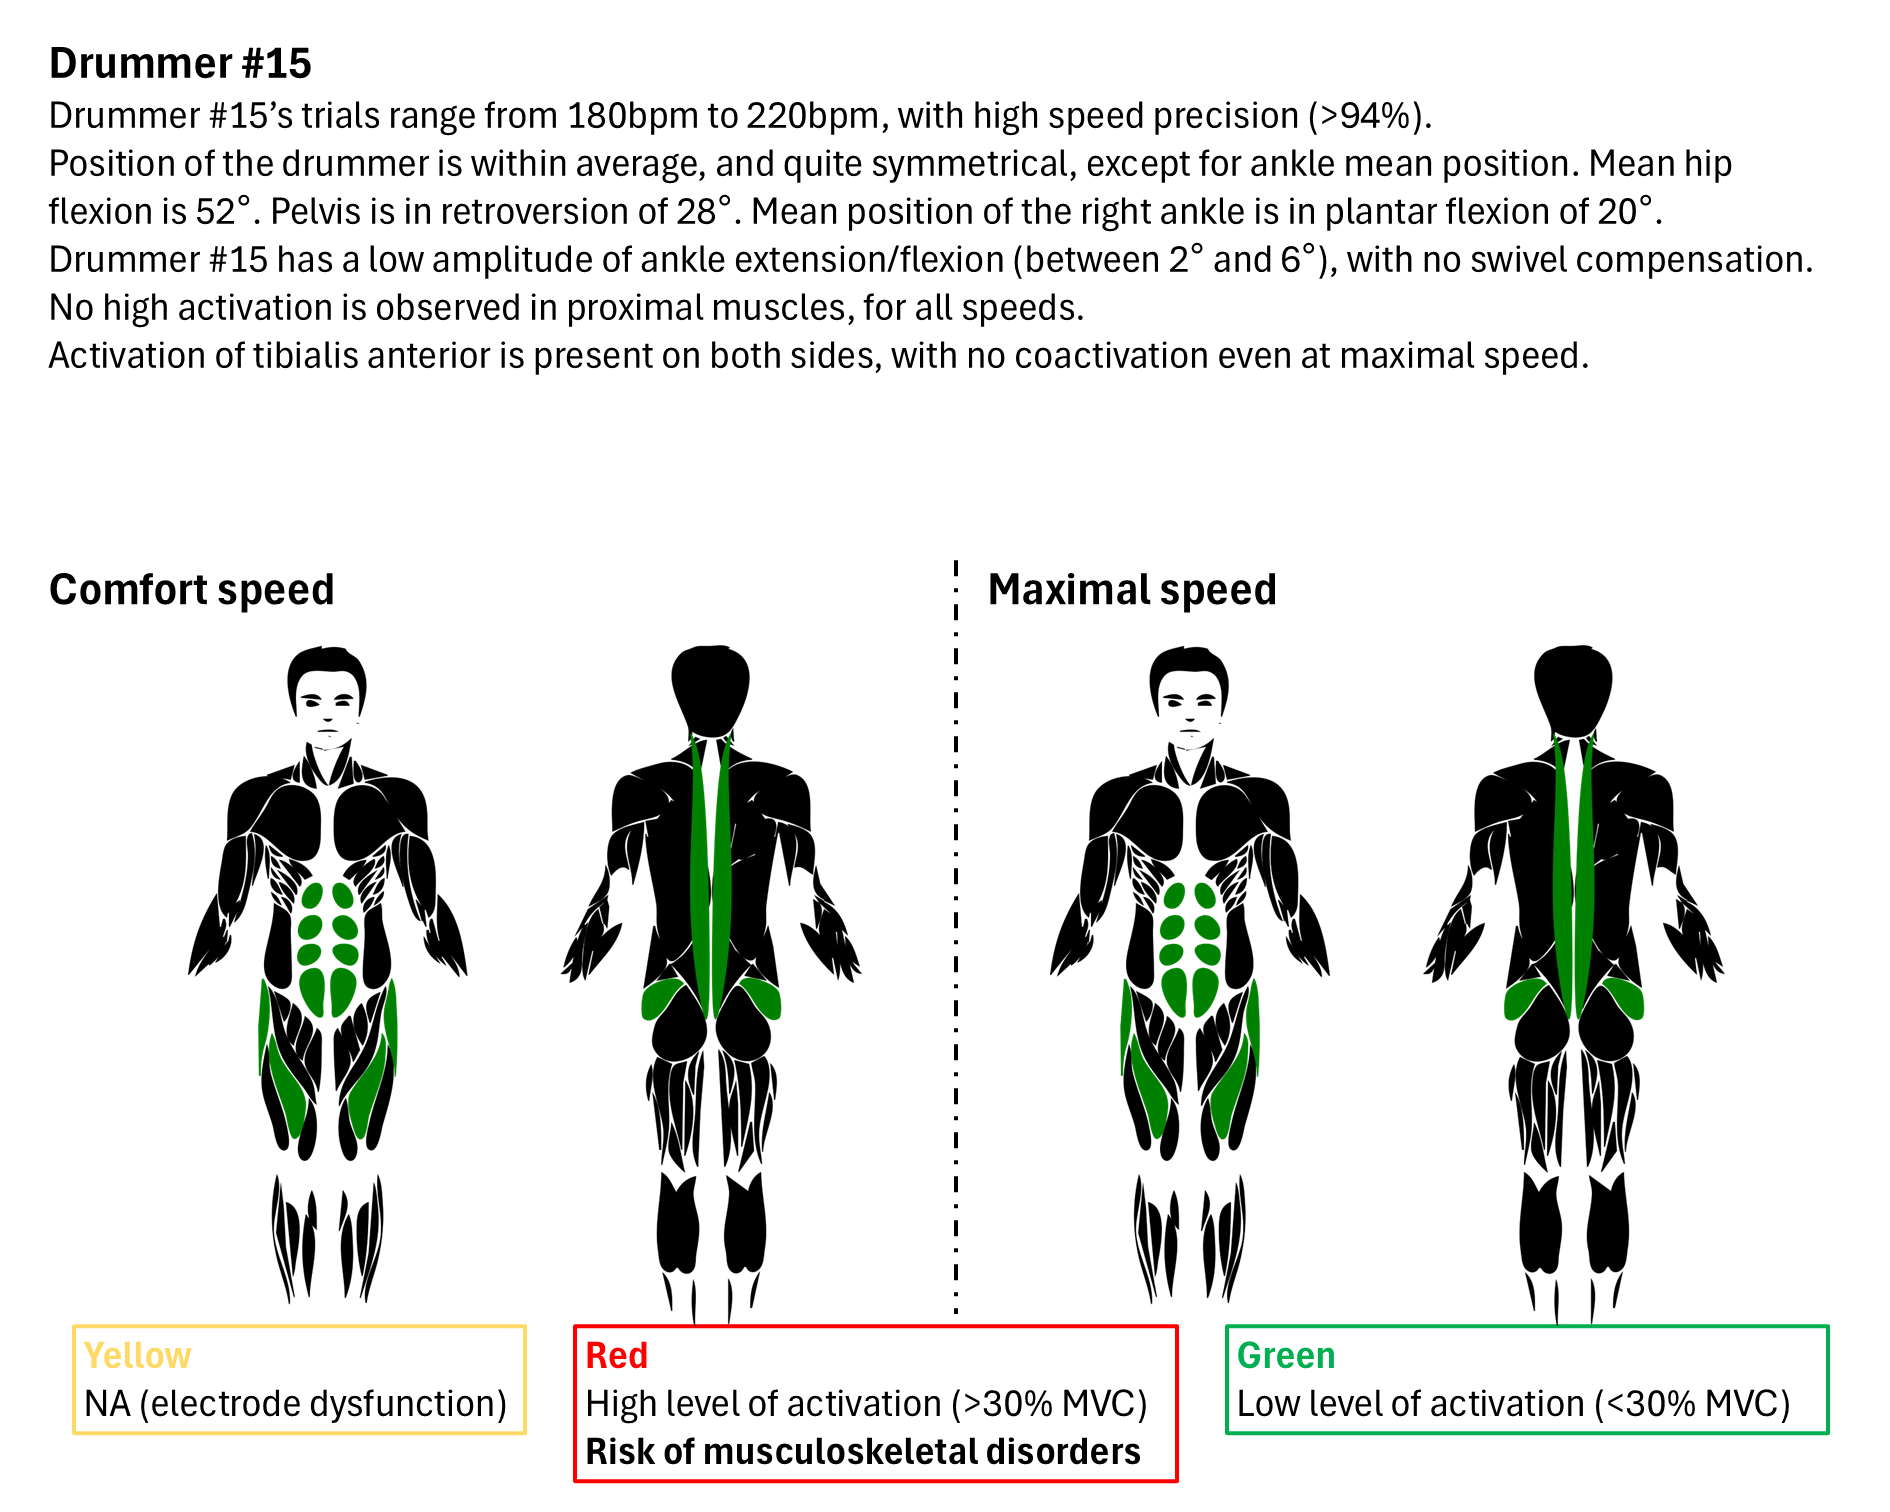 Drummer #15
Drummer #15’s trials range from 180bpm to 220bpm, with high speed precision (>94%).
Position of the drummer is within average, and quite symmetrical, except for ankle mean position. Mean hip
flexion is 52°. Pelvis is in retroversion of 28°. Mean position of the right ankle is in plantar flexion of 20°.
Drummer #15 has a low amplitude of ankle extension/flexion (between 2° and 6°), with no swivel compensation.
No high activation is observed in proximal muscles, for all speeds.
Activation of tibialis anterior is present on both sides, with no coactivation even at maximal speed.
Comfort speed
Maximal speed
Yellow
NA (electrode dysfunction)
Red
High level of activation (>30% MVC)
Risk of musculoskeletal disorders
Green
Low level of activation (<30% MVC)